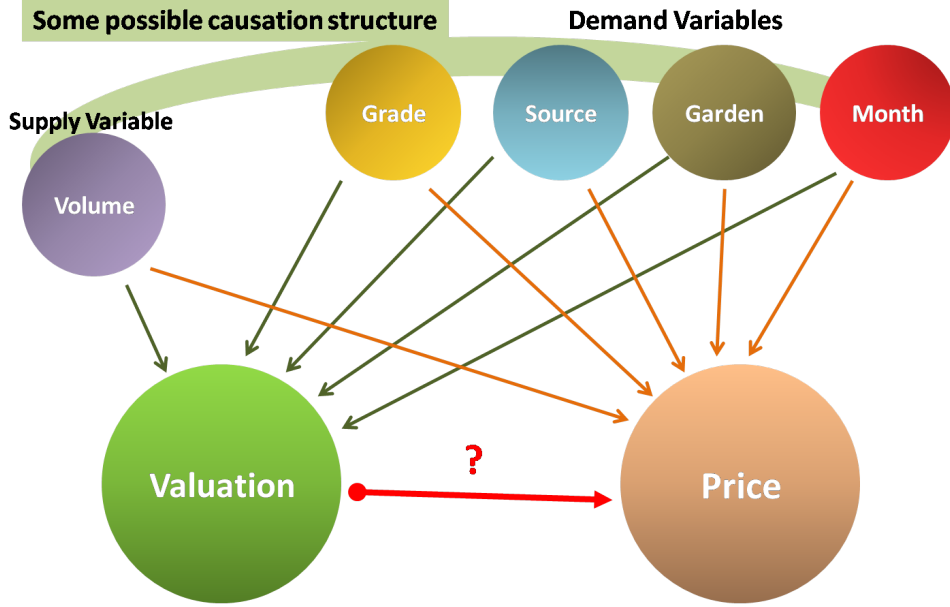 Some possible causation structure
Demand Variables
Grade
Source
Garden
Month
Supply Variable
Volume
?
Valuation
Price